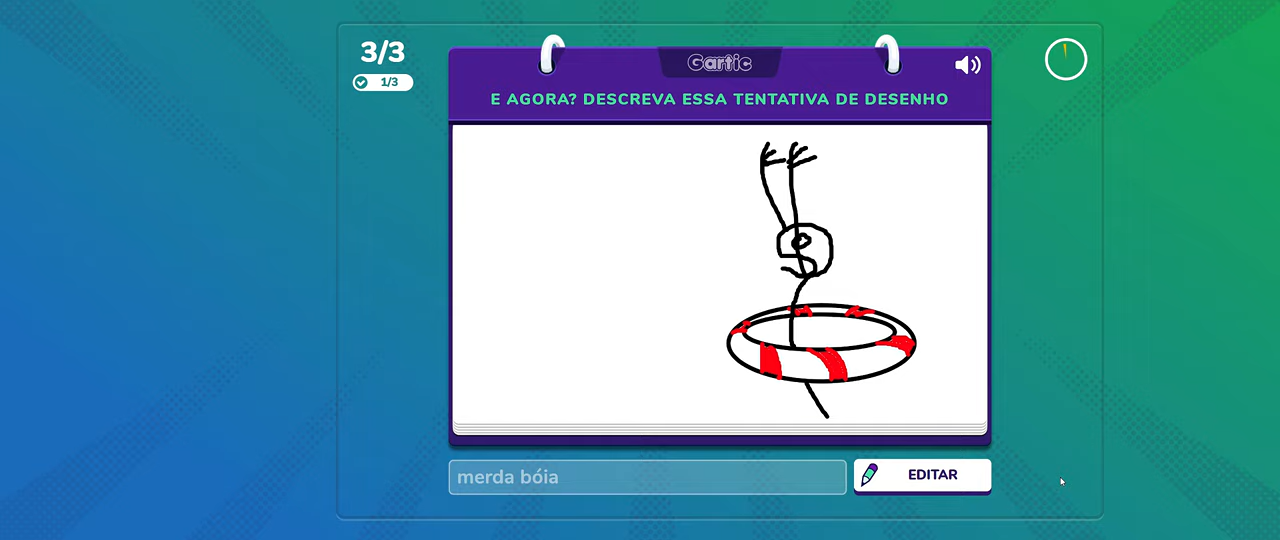 3/3
1/3
Gartic
E AGORA? DESCREVA ESSA TENTATIVA DE DESENHO
merda bóia
EDITAR